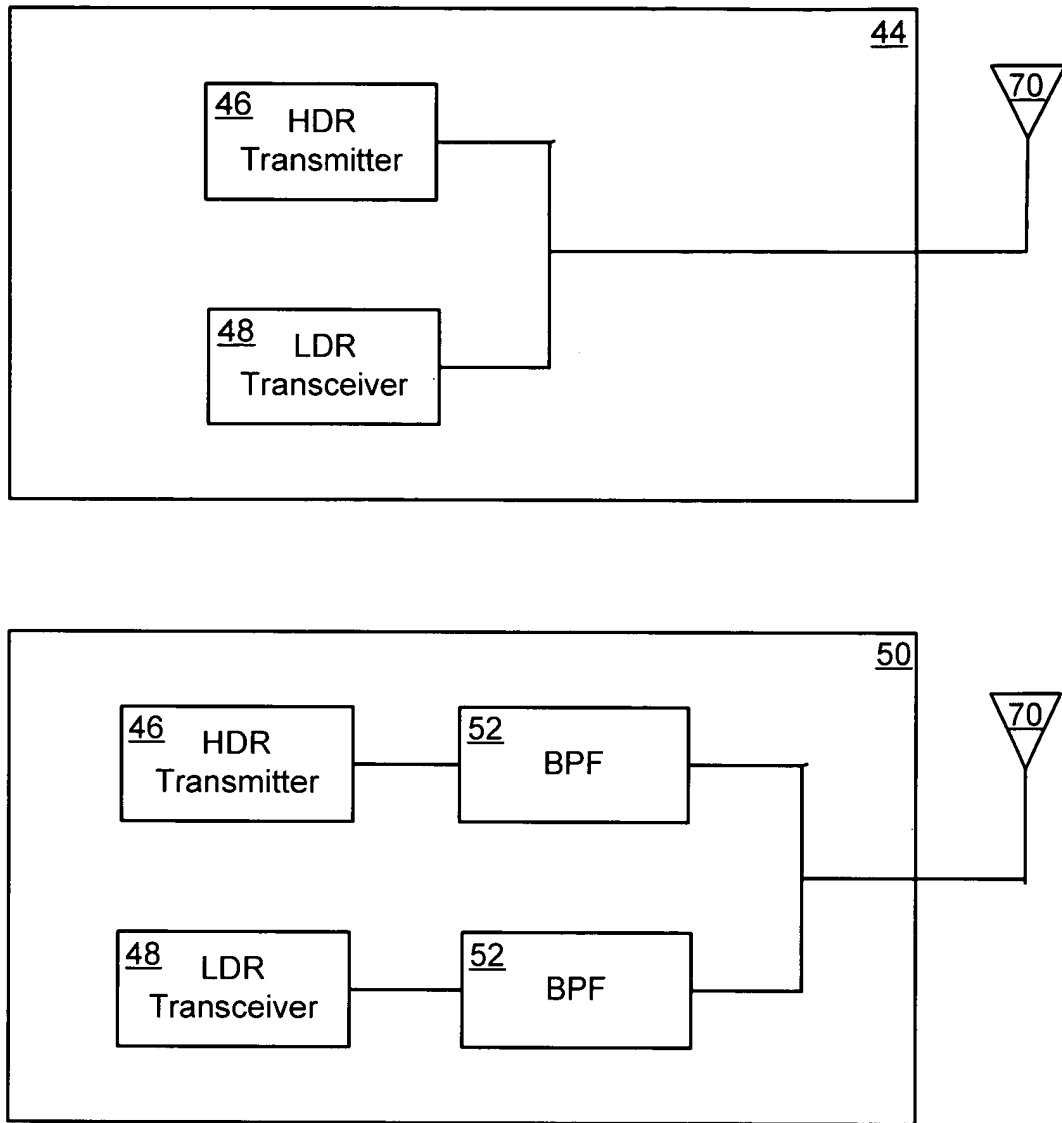 44
70
46
HDR
Transmitter
48
LDR
Transceiver
50
70
46
HDR
Transmitter
52
BPF
48
LDR
Transceiver
52
BPF